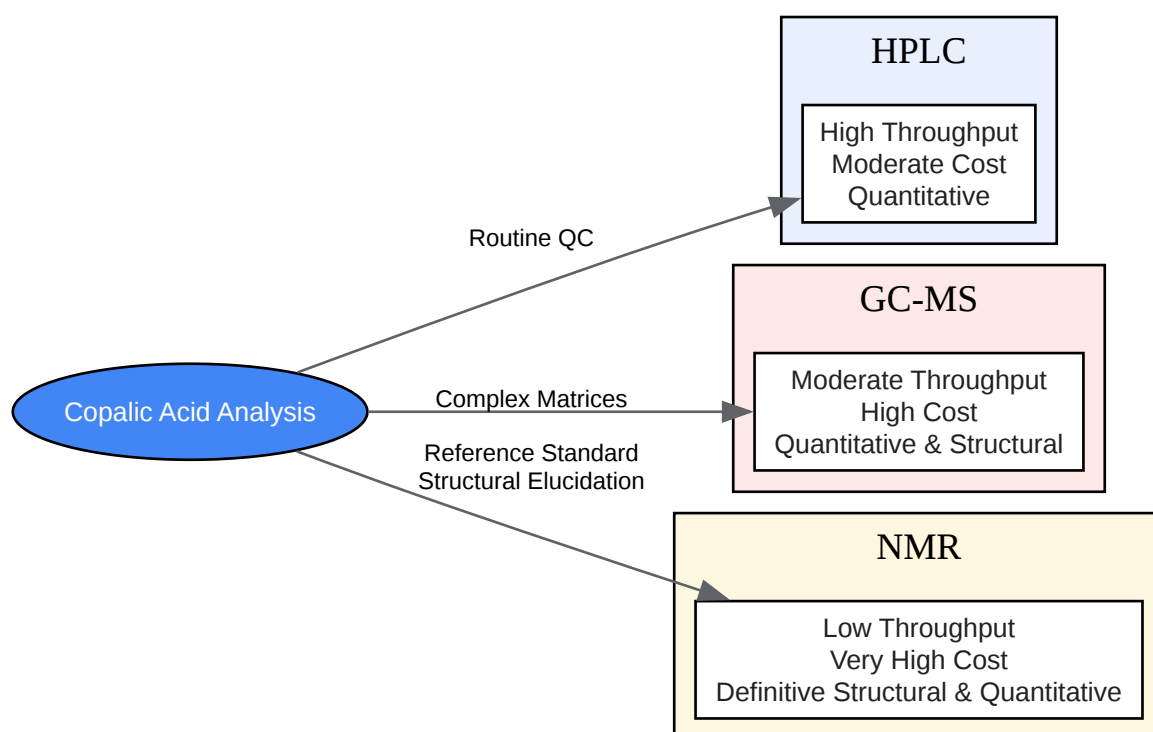 HPLC
High Throughput
Moderate Cost
Quantitative
Routine QC
GC-MS
Moderate Throughput
High Cost
Quantitative & Structural
Copalic Acid Analysis
Complex Matrices
Reference Standard
Structural Elucidation
NMR
Low Throughput
Very High Cost
Definitive Structural & Quantitative